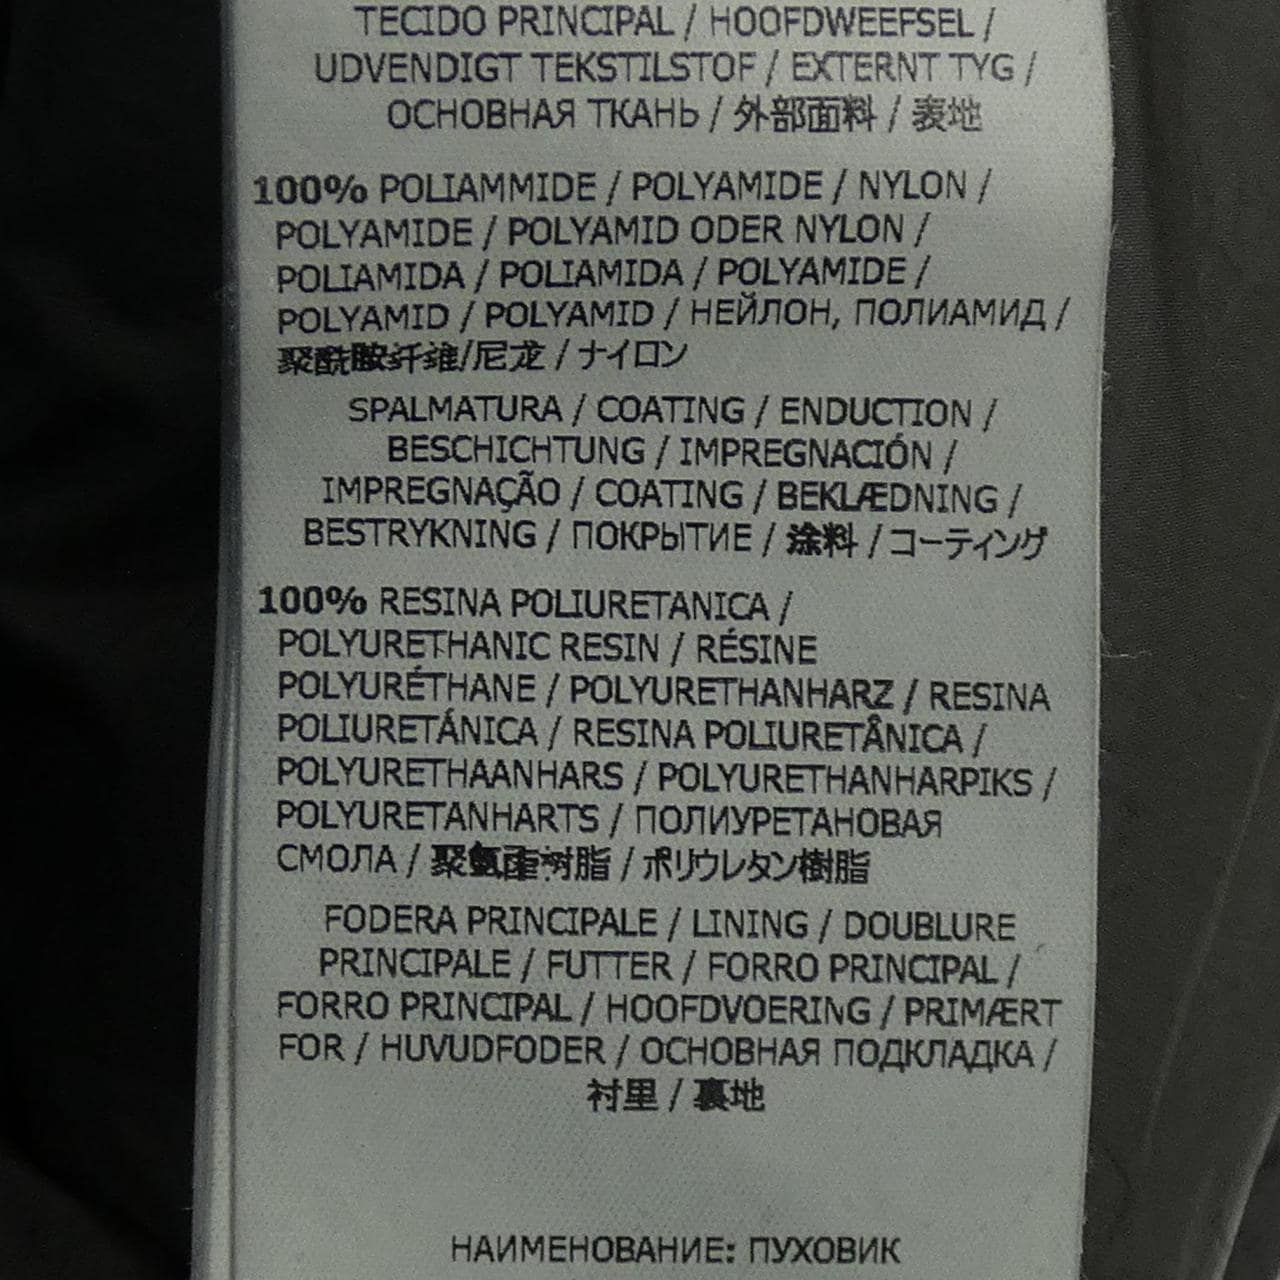 TECIDO PRINCIPAL / HOOFDWEEFSEL /
UDVENDIGT TEKSTILSTOF / EXTERNT TYG /
ОСНОВНАЯ ТКАНЬ / 外部面料 / 表地
100% POLIAMMIDE / POLYAMIDE / NYLON /
POLYAMIDE / POLYAMID ODER NYLON /
POLIAMIDA / POLIAMIDA / POLYAMIDE /
POLYAMID / POLYAMID / НЕЙЛОН, ПОЛИАМИД /
聚酰胺纤维/尼龙 / ナイロン
SPALMATURA / COATING / ENDUCTION /
BESCHICHTUNG / IMPREGNACIÓN /
IMPREGNAÇÃO / COATING / BEKLÆDNING /
BESTRYKNING / ПОКРЫТИЕ / 涂料 / コーティング
100% RESINA POLIURETANICA /
POLYURETHANIC RESIN / RÉSINE
POLYURÉTHANE / POLYURETHANHARZ / RESINA
POLIURETÁNICA / RESINA POLIURETÂNICA /
POLYURETHAANHARS / POLYURETHANHARPIKS /
POLYURETANHARTS / ПОЛИУРЕТАНОВАЯ
СМОЛА / 聚氨酯树脂 / ポリウレタン樹脂
FODERA PRINCIPALE / LINING / DOUBLURE
PRINCIPALE / FUTTER / FORRO PRINCIPAL /
FORRO PRINCIPAL / HOOFDVOERING / PRIMÆRT
FOR / HUVUDFODER / ОСНОВНАЯ ПОДКЛАДКА /
衬里 / 裏地
НАИМЕНОВАНИЕ: ПУХОВИК